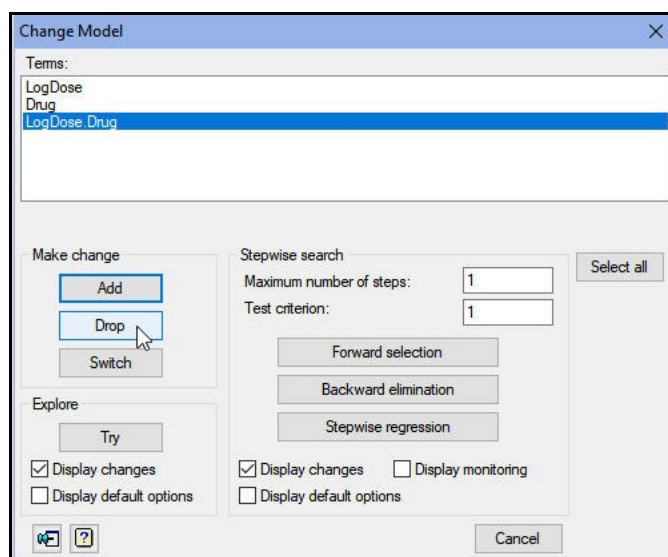 Change Model
Terms:
LogDose
Drug
LogDose.Drug
Make change
Add
Drop
Switch
Explore
Try
Display changes
Display default options
Stepwise search
Maximum number of steps: 1
Test criterion: 1
Forward selection
Backward elimination
Stepwise regression
Display changes Display monitoring
Display default options
Select all
?
Cancel